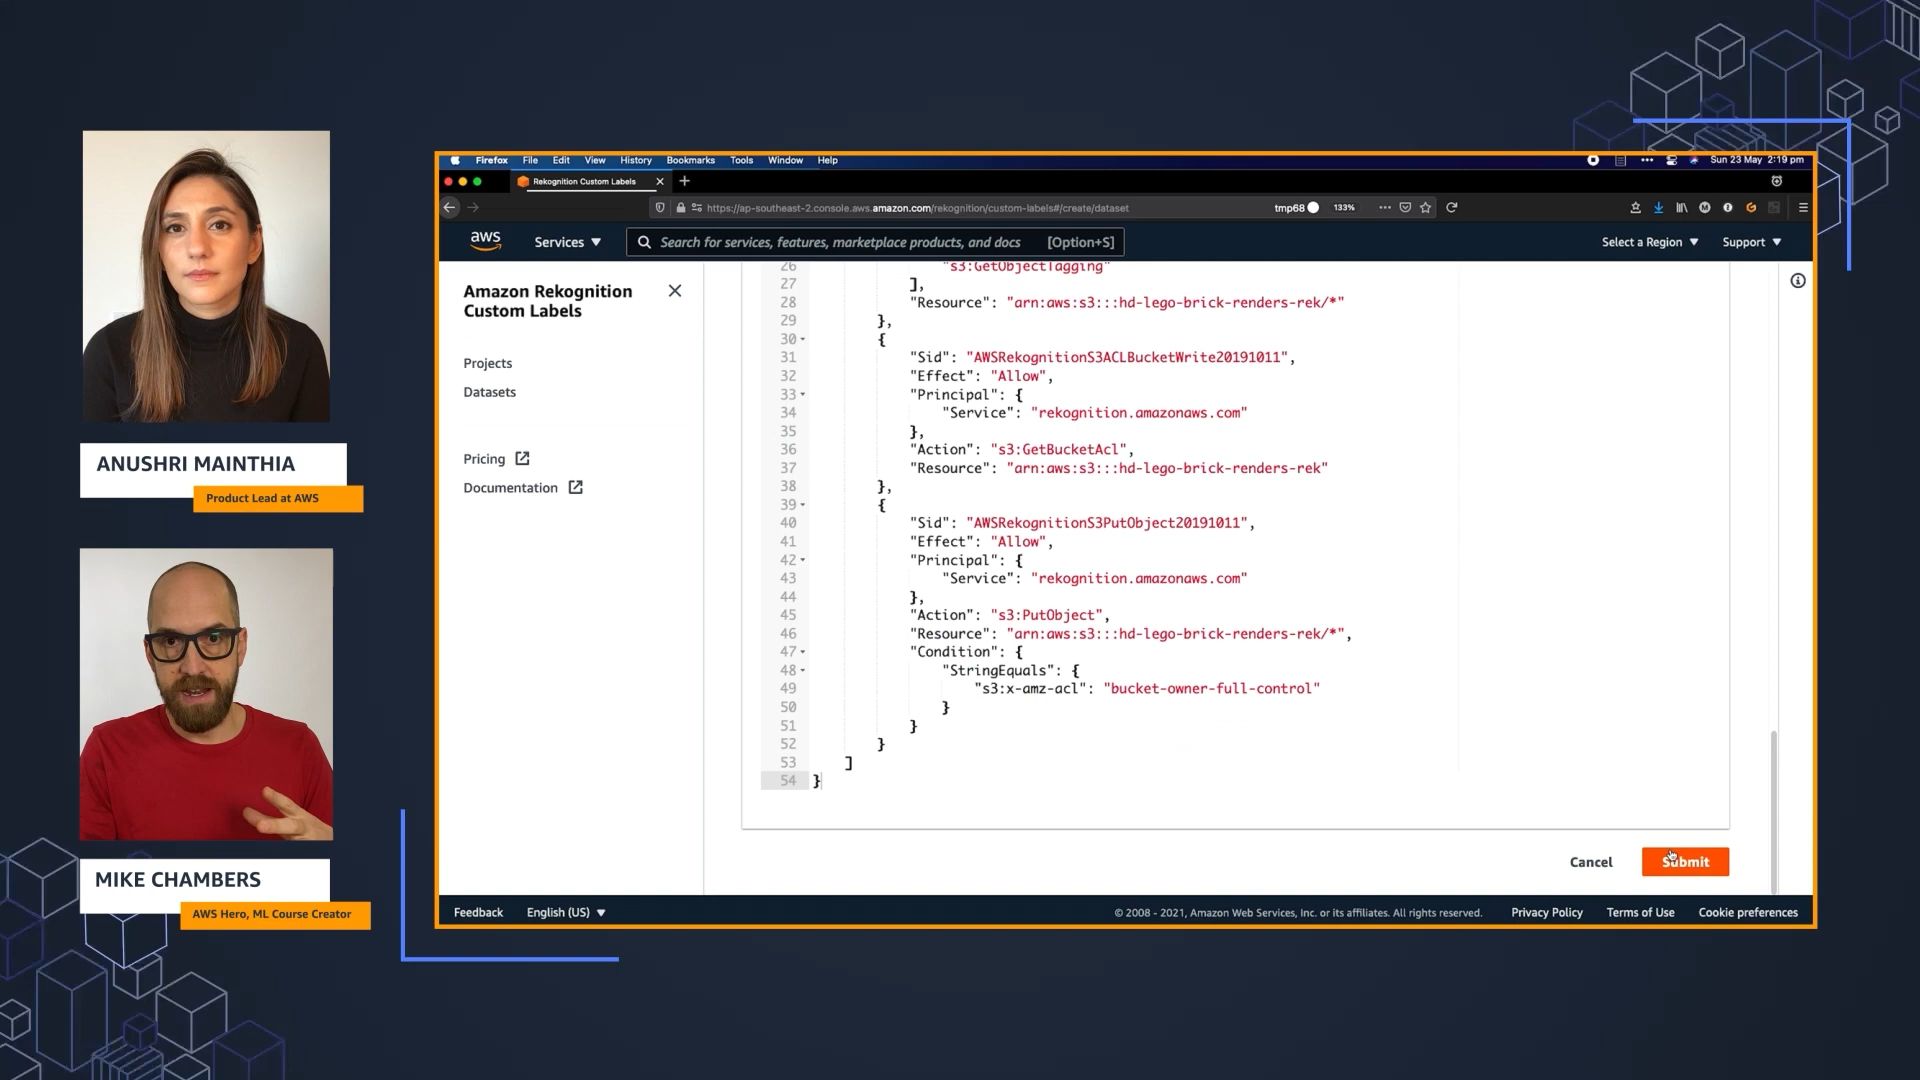 ANUSHRI MAINTHIA
Product Lead at AWS
MIKE CHAMBERS
AWS Hero, ML Course Creator
Firefox File Edit View History Bookmarks Tools Window Help
Sun 23 May 2:19 pm
Rekognition Custom Labels
https://ap-southeast-2.console.aws.amazon.com/rekognition/custom-labels#/create/dataset
tmp68
133%
aws
Services
Search for services, features, marketplace products, and docs [Option+S]
Select a Region
Support
Amazon Rekognition
Custom Labels
Projects
Datasets
Pricing
Documentation
26 "s3:GetObjectTagging"
27 ],
28 "Resource": "arn:aws:s3:::hd-lego-brick-renders-rek/*"
29 },
30 {
31 "Sid": "AWSRekognitionS3ACLBucketWrite20191011",
32 "Effect": "Allow",
33 "Principal": {
34 "Service": "rekognition.amazonaws.com"
35 },
36 "Action": "s3:GetBucketAcl",
37 "Resource": "arn:aws:s3:::hd-lego-brick-renders-rek"
38 },
39 {
40 "Sid": "AWSRekognitionS3PutObject20191011",
41 "Effect": "Allow",
42 "Principal": {
43 "Service": "rekognition.amazonaws.com"
44 },
45 "Action": "s3:PutObject",
46 "Resource": "arn:aws:s3:::hd-lego-brick-renders-rek/*",
47 "Condition": {
48 "StringEquals": {
49 "s3:x-amz-acl": "bucket-owner-full-control"
50 }
51 }
52 }
53 ]
54 }
Cancel
Submit
Feedback
English (US)
© 2008 - 2021, Amazon Web Services, Inc. or its affiliates. All rights reserved.
Privacy Policy
Terms of Use
Cookie preferences